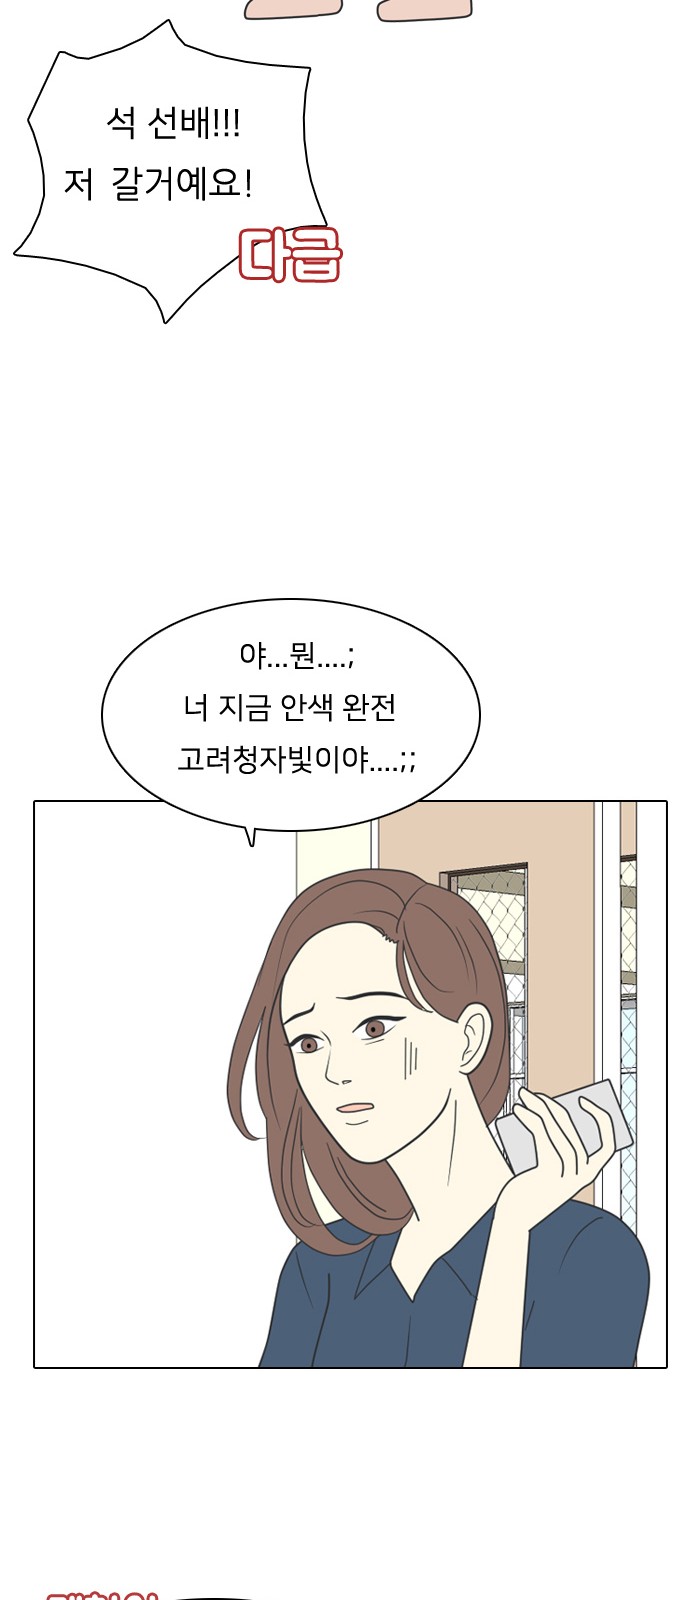 석 선배!!!
저 갈거예요!
다급
야...뭔....;
너 지금 안색 완전
고려청자빛이야....;;